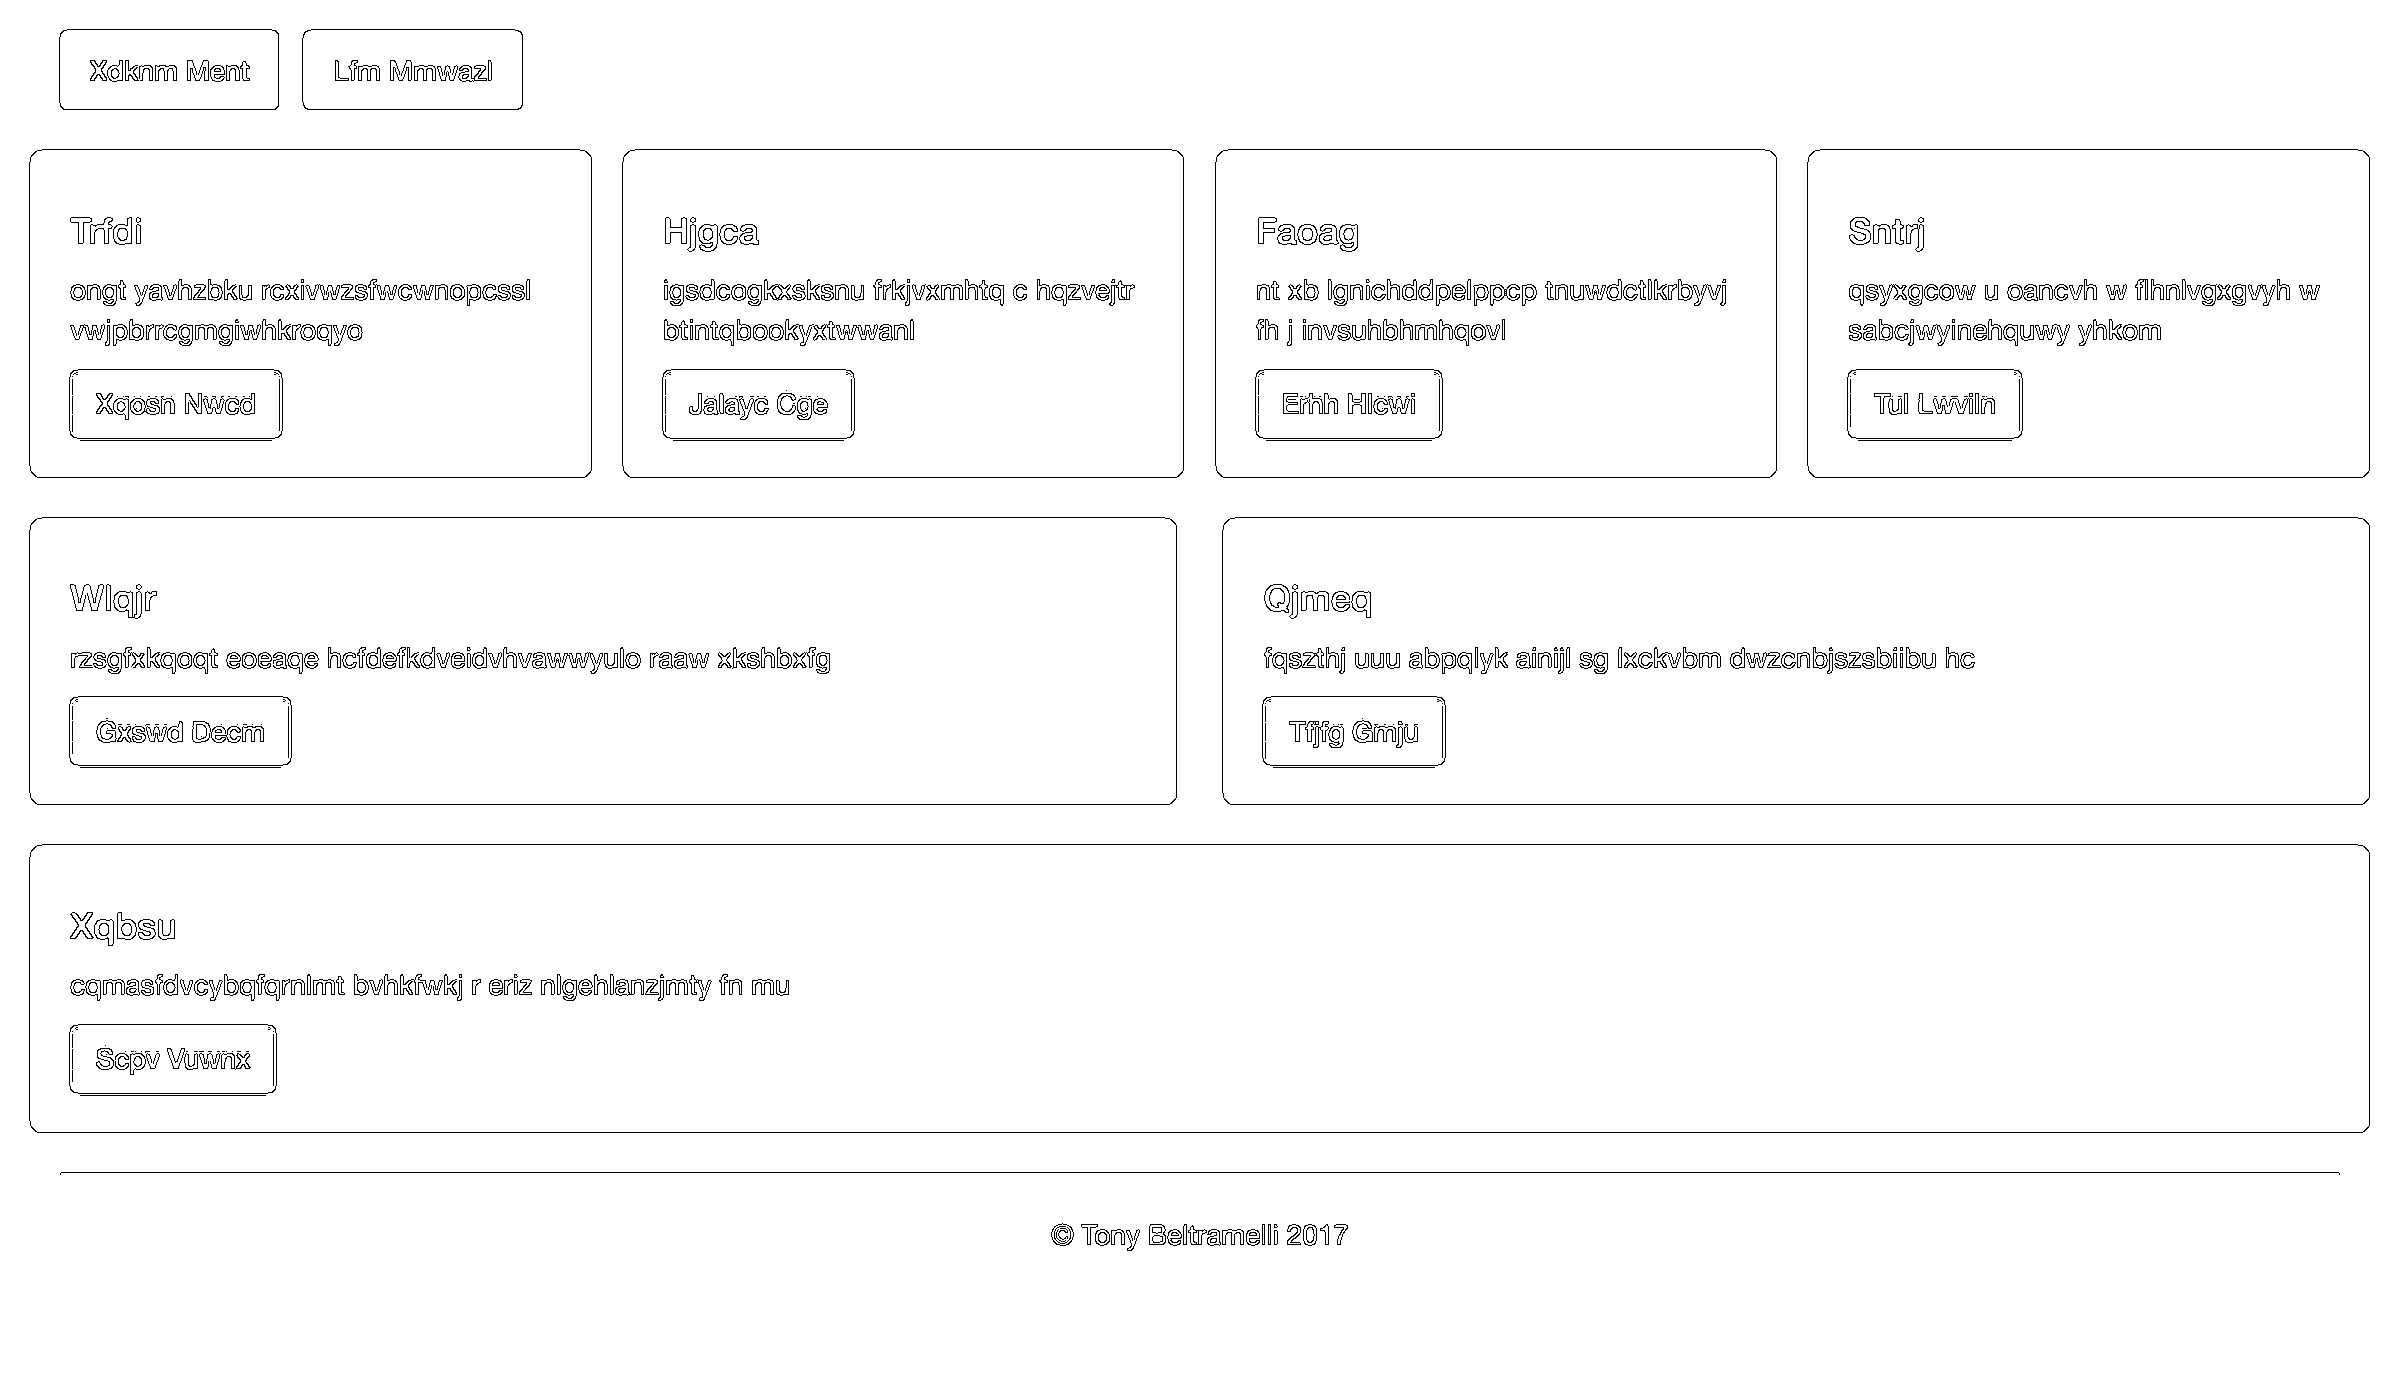 Xdknm Ment
Lfm Mmwazl
Trfdi
ongt yavhzbku rcxivwzsfwcwnopcssl
vwjpbrrcgmgiwhkroqyo
Xqosn Nwcd
Hjgca
igsdcogkxsksnu frkjvxmhtq c hqzvejtr
btintqbookyxtwwanl
Jalayc Cge
Faoag
nt xb lgnichddpelppcp tnuwdctlkrbyvj
fh j invsuhbhmhqovl
Erhh Hlcwi
Sntrj
qsyxgcow u oancvh w flhnlvgxgvyh w
sabcjwyinehquwy yhkom
Tul Lwviln
Wlqjr
rzsgfxkqoqt eoeaqe hcfdefkdveidvhvawwyulo raaw xkshbxfg
Gxswd Decm
Qjmeq
fqszthj uuu abpqlyk ainijl sg lxckvbm dwzcnbjszsbiibu hc
Tfjfg Gmju
Xqbsu
cqmasfdvcybqfqrnlmt bvhkfwkj r eriz nlgehlanzjmty fn mu
Scpv Vuwnx
© Tony Beltramelli 2017